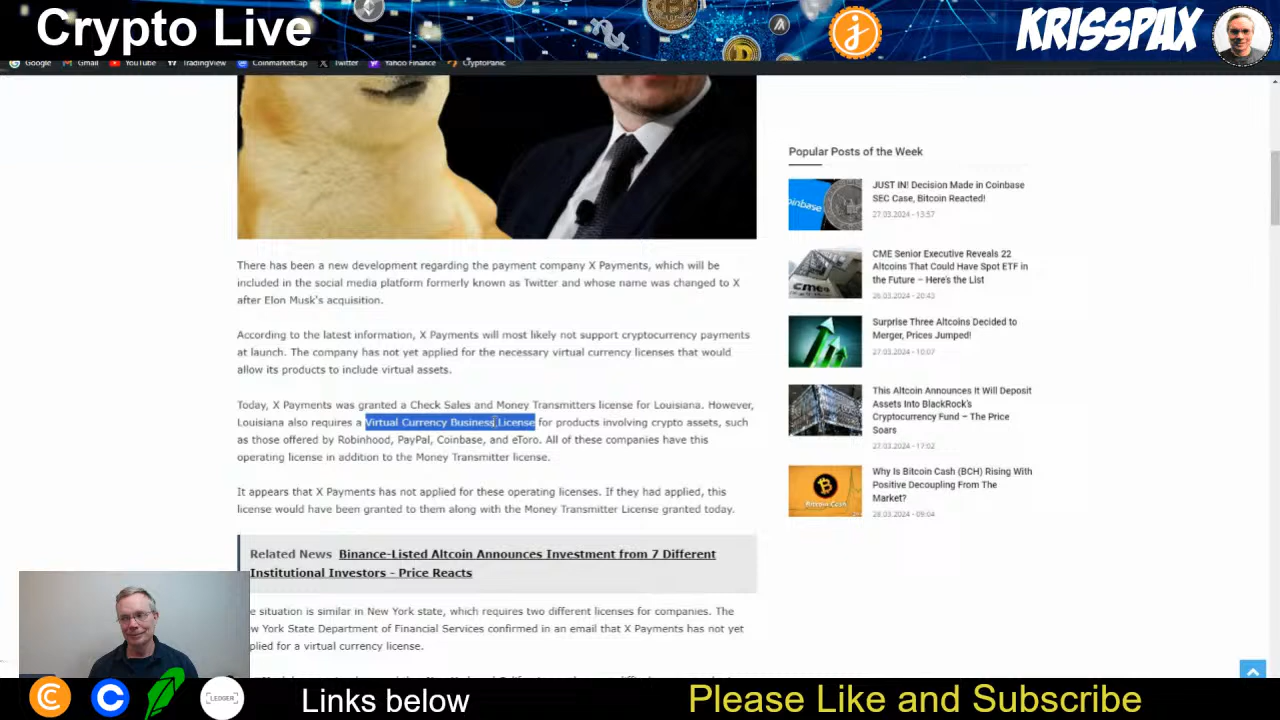 Crypto Live
KRISSPAX
Google Gmail YouTube TradingView CoinmarketCap Twitter Yahoo Finance CryptoPanic
There has been a new development regarding the payment company X Payments, which will be
included in the social media platform formerly known as Twitter and whose name was changed to X
after Elon Musk's acquisition.
According to the latest information, X Payments will most likely not support cryptocurrency payments
at launch. The company has not yet applied for the necessary virtual currency licenses that would
allow its products to include virtual assets.
Today, X Payments was granted a Check Sales and Money Transmitters license for Louisiana. However,
Louisiana also requires a Virtual Currency Business License for products involving crypto assets, such
as those offered by Robinhood, PayPal, Coinbase, and eToro. All of these companies have this
operating license in addition to the Money Transmitter license.
It appears that X Payments has not applied for these operating licenses. If they had applied, this
license would have been granted to them along with the Money Transmitter License granted today.
Related News Binance-Listed Altcoin Announces Investment from 7 Different
Institutional Investors - Price Reacts
e situation is similar in New York state, which requires two different licenses for companies. The
w York State Department of Financial Services confirmed in an email that X Payments has not yet
plied for a virtual currency license.
Popular Posts of the Week
coinbase
JUST IN! Decision Made in Coinbase
SEC Case, Bitcoin Reacted!
27.03.2024 - 13:57
cme
CME Senior Executive Reveals 22
Altcoins That Could Have Spot ETF in
the Future – Here's the List
26.03.2024 - 20:43
Surprise Three Altcoins Decided to
Merger, Prices Jumped!
27.03.2024 - 10:07
This Altcoin Announces It Will Deposit
Assets Into BlackRock's
Cryptocurrency Fund – The Price
Soars
27.03.2024 - 17:02
Bitcoin Cash
Why Is Bitcoin Cash (BCH) Rising With
Positive Decoupling From The
Market?
28.03.2024 - 09:04
LEDGER
Links below
Please Like and Subscribe